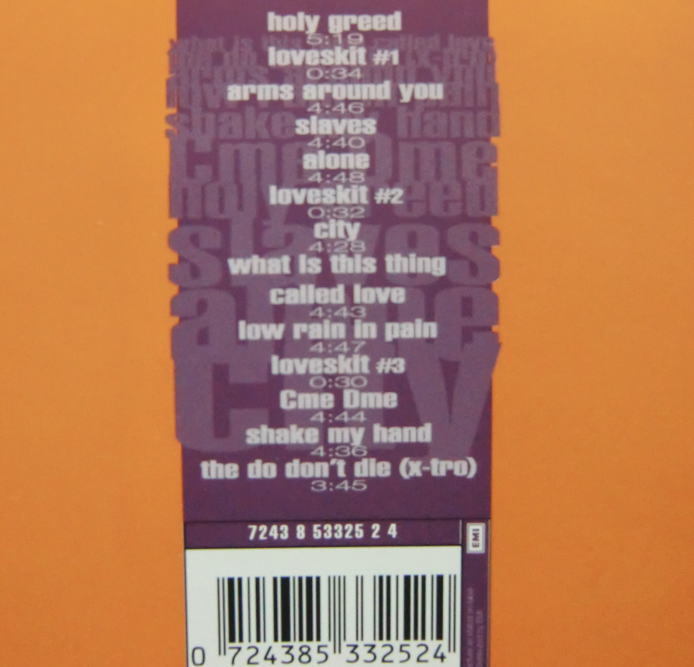 holy greed
5:19
loveskit #1
0:34
arms around you
4:46
slaves
4:40
alone
4:48
loveskit #2
0:32
city
4:28
what is this thing
called love
4:43
low rain in pain
4:47
loveskit #3
0:30
Cme Dme
4:44
shake my hand
4:36
the do don't die (x-tro)
3:45
7243 8 53325 2 4
EMI
0 724385 332524